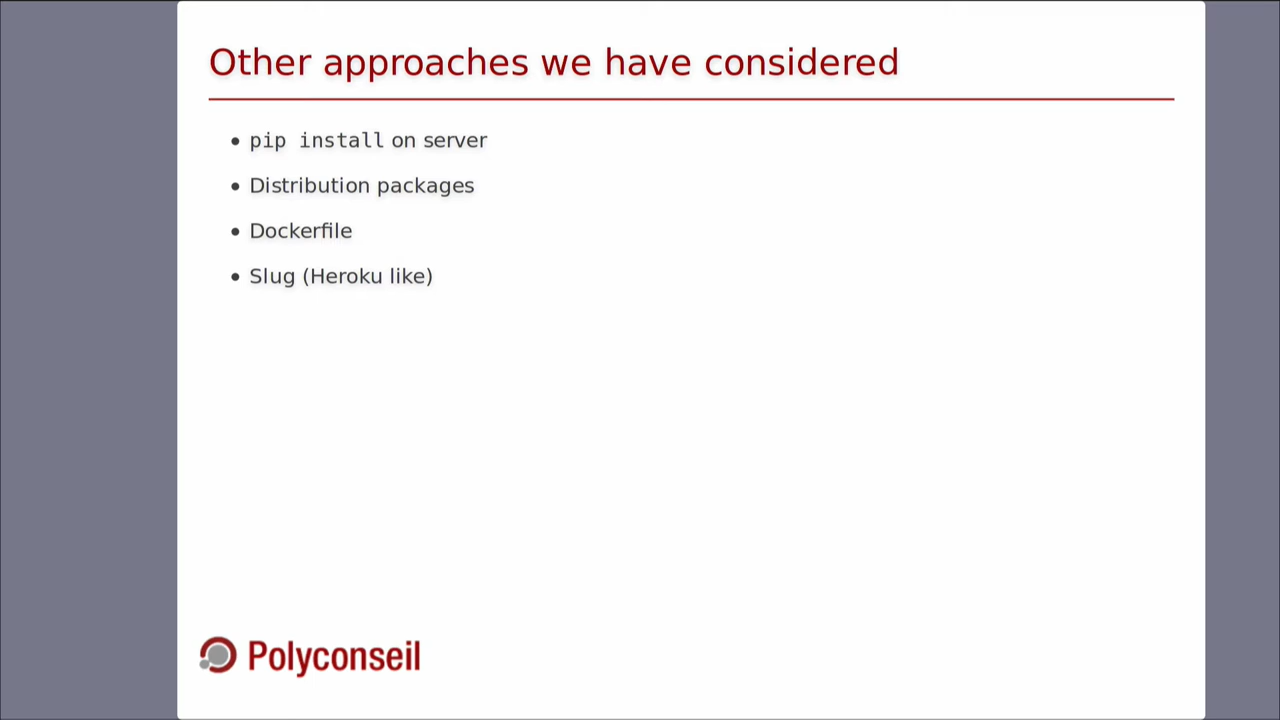 Other approaches we have considered
pip install on server
Distribution packages
Dockerfile
Slug (Heroku like)
Polyconseil